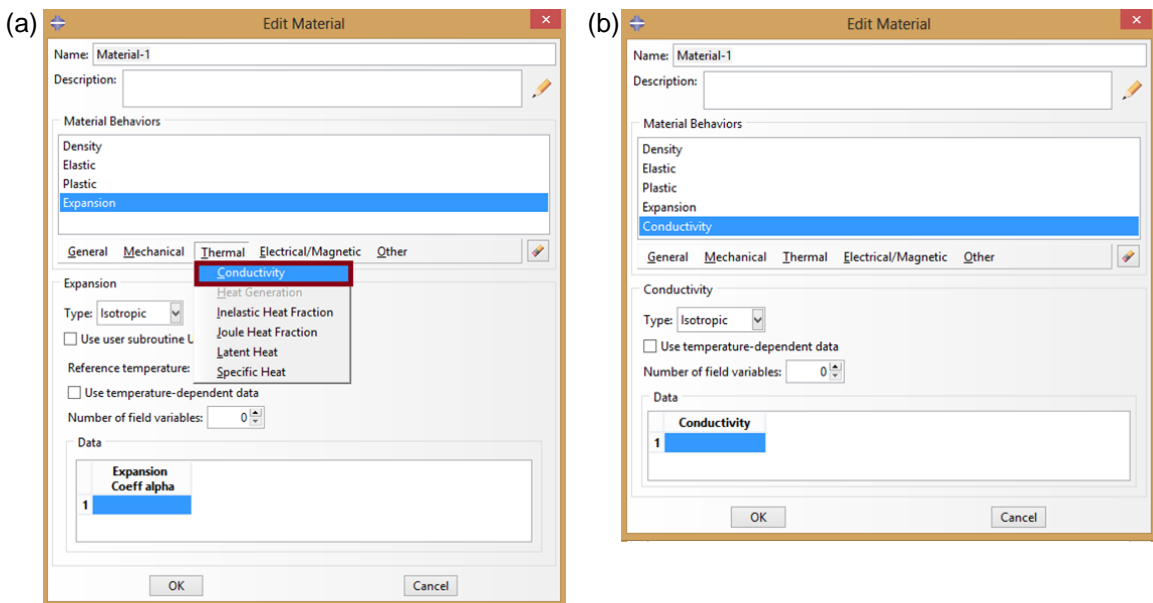 (a)
Edit Material
Name: Material-1
Description:
Material Behaviors
Density
Elastic
Plastic
Expansion
General Mechanical Thermal Electrical/Magnetic Other
Conductivity
Heat Generation
Inelastic Heat Fraction
Joule Heat Fraction
Latent Heat
Specific Heat
Expansion
Type: Isotropic
Use user subroutine U
Reference temperature:
Use temperature-dependent data
Number of field variables: 0
Data
Expansion
Coeff alpha
1
OK Cancel
(b)
Edit Material
Name: Material-1
Description:
Material Behaviors
Density
Elastic
Plastic
Expansion
Conductivity
General Mechanical Thermal Electrical/Magnetic Other
Conductivity
Type: Isotropic
Use temperature-dependent data
Number of field variables: 0
Data
Conductivity
1
OK Cancel